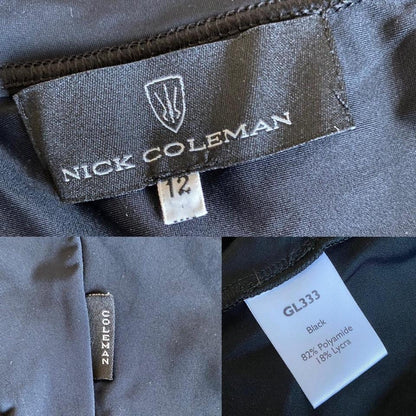 NICK COLEMAN
12
COLEMAN
GL333
Black
82% Polyamide
18% Lycra